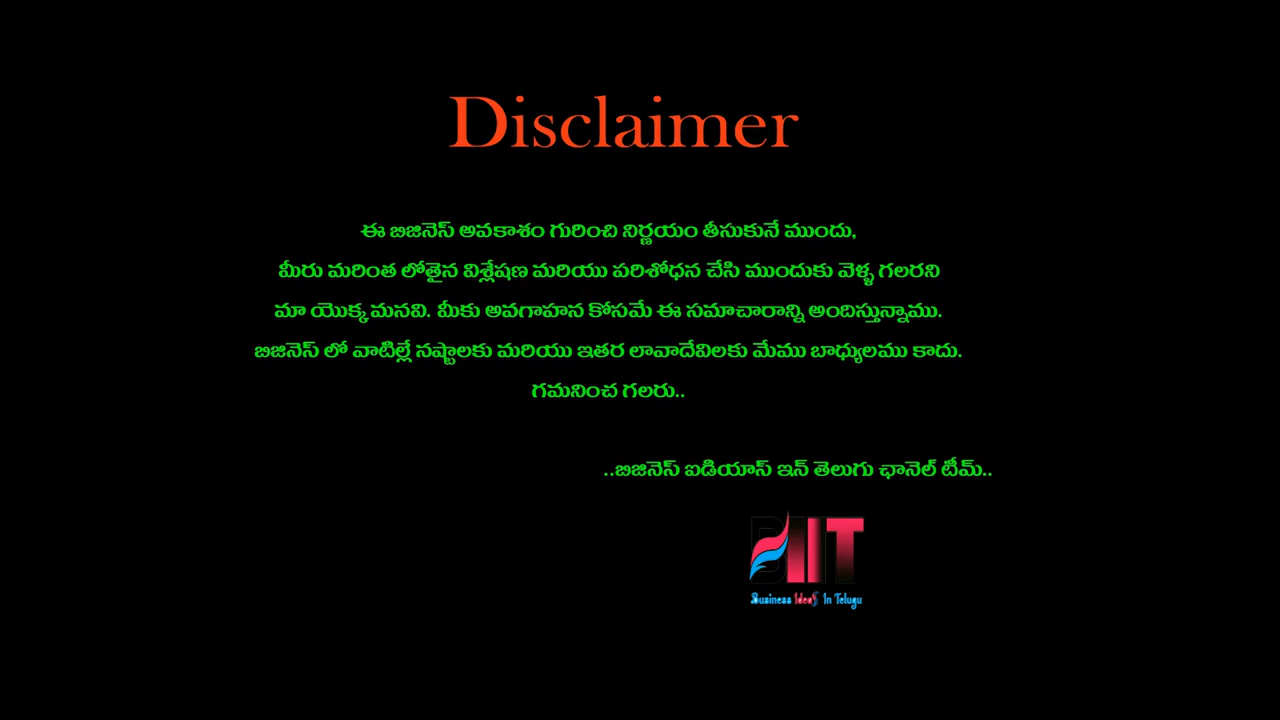 Disclaimer
ఈ బిజినెస్ అవకాశం గురించి నిర్ణయం తీసుకునే ముందు,
మీరు మరింత లోతైన విశ్లేషణ మరియు పరిశోధన చేసి ముందుకు వెళ్ళ గలరని
మా యొక్క మనవి. మీకు అవగాహన కోసమే ఈ సమాచారాన్ని అందిస్తున్నాము.
బిజినెస్ లో వాటిల్లే నష్టాలకు మరియు ఇతర లావాదేవిలకు మేము బాధ్యులము కాదు.
గమనించ గలరు..
..బిజినెస్ ఐడియాస్ ఇన్ తెలుగు ఛానెల్ టీమ్..
BIIT
Business IdeaS In Telugu